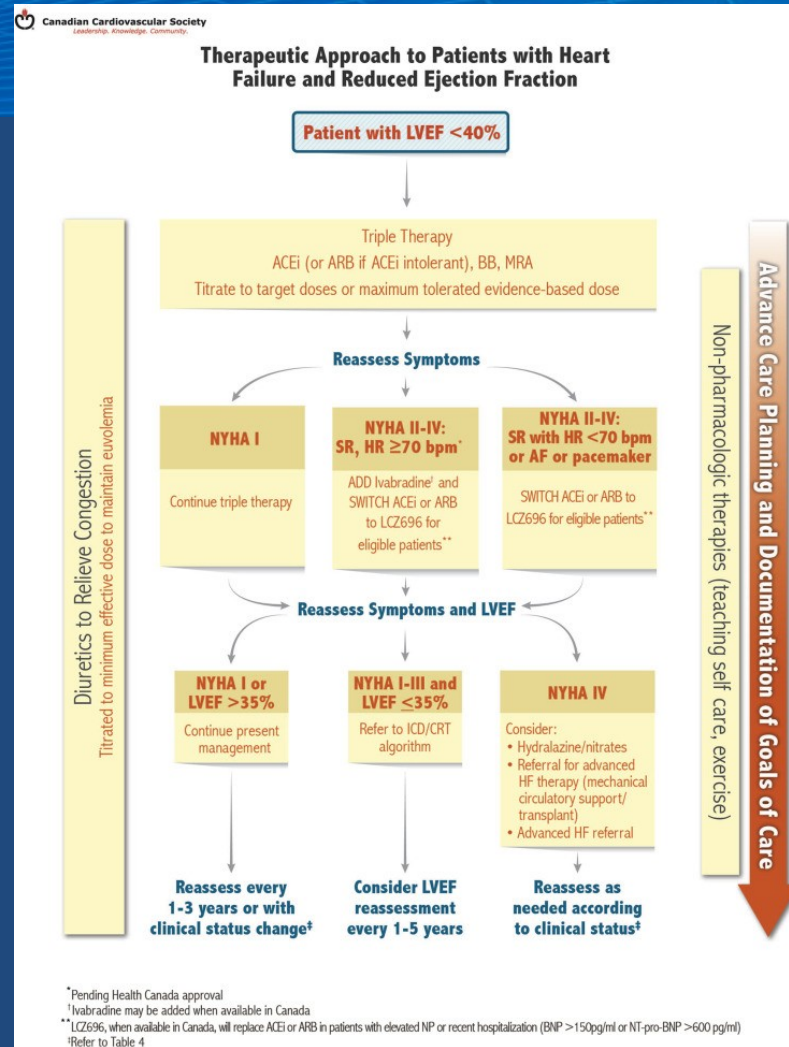 Canadian Cardiovascular Society
Leadership. Knowledge. Community.
Therapeutic Approach to Patients with Heart
Failure and Reduced Ejection Fraction
Patient with LVEF <40%
Triple Therapy
ACEi (or ARB if ACEi intolerant), BB, MRA
Titrate to target doses or maximum tolerated evidence-based dose
Reassess Symptoms
NYHA I
Continue triple therapy
NYHA II-IV:
SR, HR ≥70 bpm*
ADD Ivabradine† and
SWITCH ACEi or ARB
to LCZ696 for
eligible patients**
NYHA II-IV:
SR with HR <70 bpm
or AF or pacemaker
SWITCH ACEi or ARB to
LCZ696 for eligible patients**
Reassess Symptoms and LVEF
NYHA I or
LVEF >35%
Continue present
management
NYHA I-III and
LVEF ≤35%
Refer to ICD/CRT
algorithm
NYHA IV
Consider:
• Hydralazine/nitrates
• Referral for advanced
HF therapy (mechanical
circulatory support/
transplant)
• Advanced HF referral
Reassess every
1-3 years or with
clinical status change‡
Consider LVEF
reassessment
every 1-5 years
Reassess as
needed according
to clinical status‡
Diuretics to Relieve Congestion
Titrated to minimum effective dose to maintain euvolemia
Non-pharmacologic therapies (teaching self care, exercise)
Advance Care Planning and Documentation of Goals of Care
*Pending Health Canada approval
†Ivabradine may be added when available in Canada
**LCZ696, when available in Canada, will replace ACEi or ARB in patients with elevated NP or recent hospitalization (BNP >150pg/ml or NT-pro-BNP >600 pg/ml)
‡Refer to Table 4